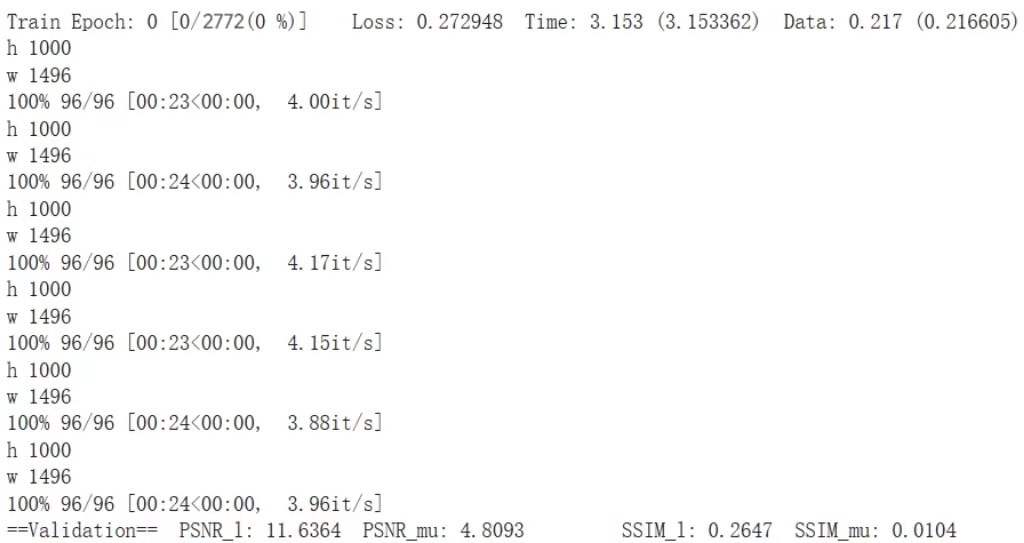 Train Epoch: 0 [0/2772(0 %)]    Loss: 0.272948  Time: 3.153 (3.153362)  Data: 0.217 (0.216605)
h 1000
w 1496
100% 96/96 [00:23<00:00,  4.00it/s]
h 1000
w 1496
100% 96/96 [00:24<00:00,  3.96it/s]
h 1000
w 1496
100% 96/96 [00:23<00:00,  4.17it/s]
h 1000
w 1496
100% 96/96 [00:23<00:00,  4.15it/s]
h 1000
w 1496
100% 96/96 [00:24<00:00,  3.88it/s]
h 1000
w 1496
100% 96/96 [00:24<00:00,  3.96it/s]
==Validation==  PSNR_l: 11.6364  PSNR_mu: 4.8093         SSIM_l: 0.2647  SSIM_mu: 0.0104